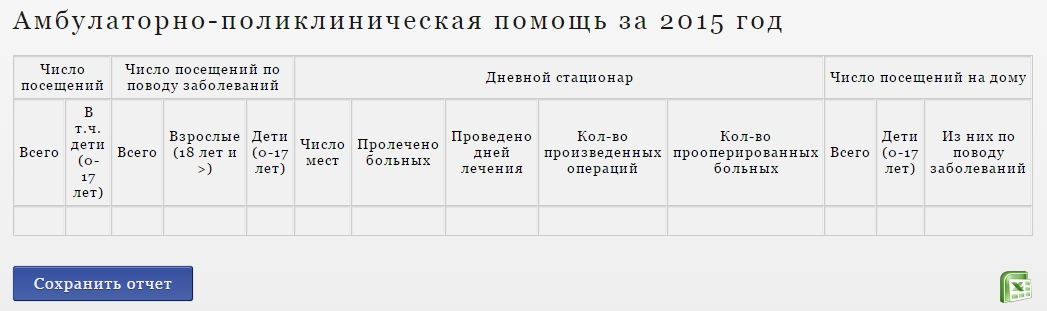 Амбулаторно-поликлиническая помощь за 2015 год
Число
посещений
Число посещений по
поводу заболеваний
Дневной стационар
Число посещений на дому
Всего
В
т.ч.
дети
(0-
17
лет)
Всего
Взрослые
(18 лет и
>)
Дети
(0-17
лет)
Число
мест
Пролечено
больных
Проведено
дней
лечения
Кол-во
произведенных
операций
Кол-во
прооперированных
больных
Всего
Дети
(0-17
лет)
Из них по
поводу
заболеваний
Сохранить отчет